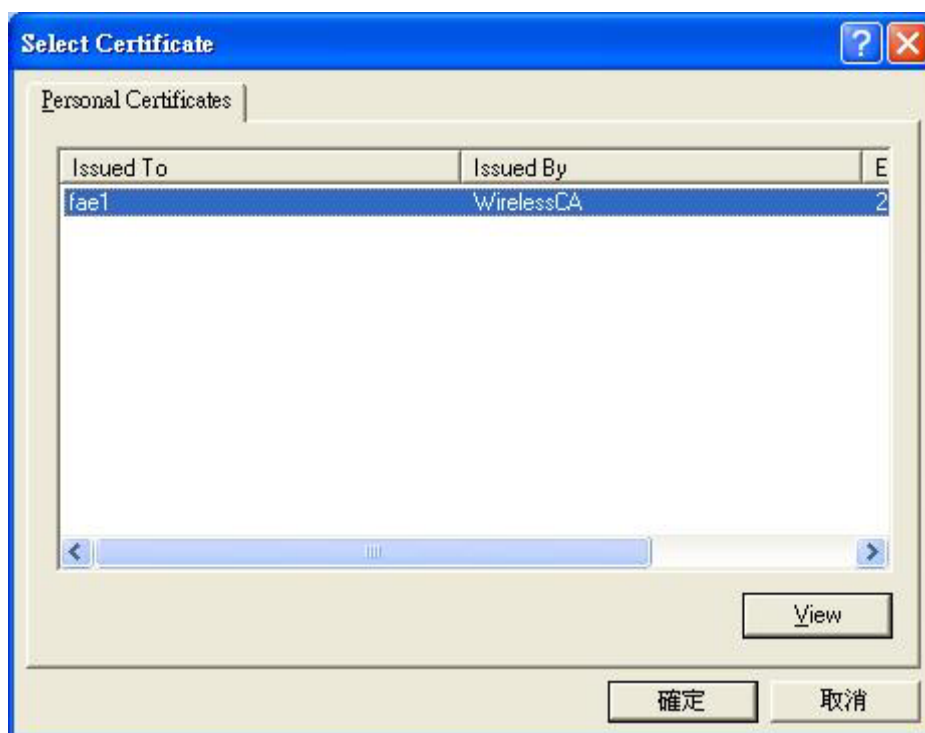 Select Certificate
Personal Certificates
Issued To Issued By E
fae1 WirelessCA 2
View
確定 取消